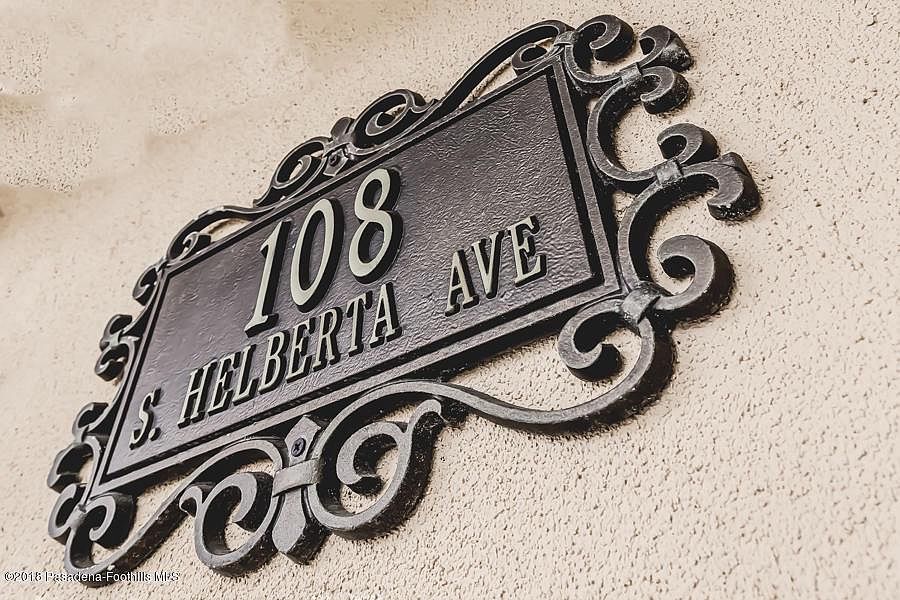 108
S. HELBERTA AVE
©2018 Pasadena-Foothills MLS